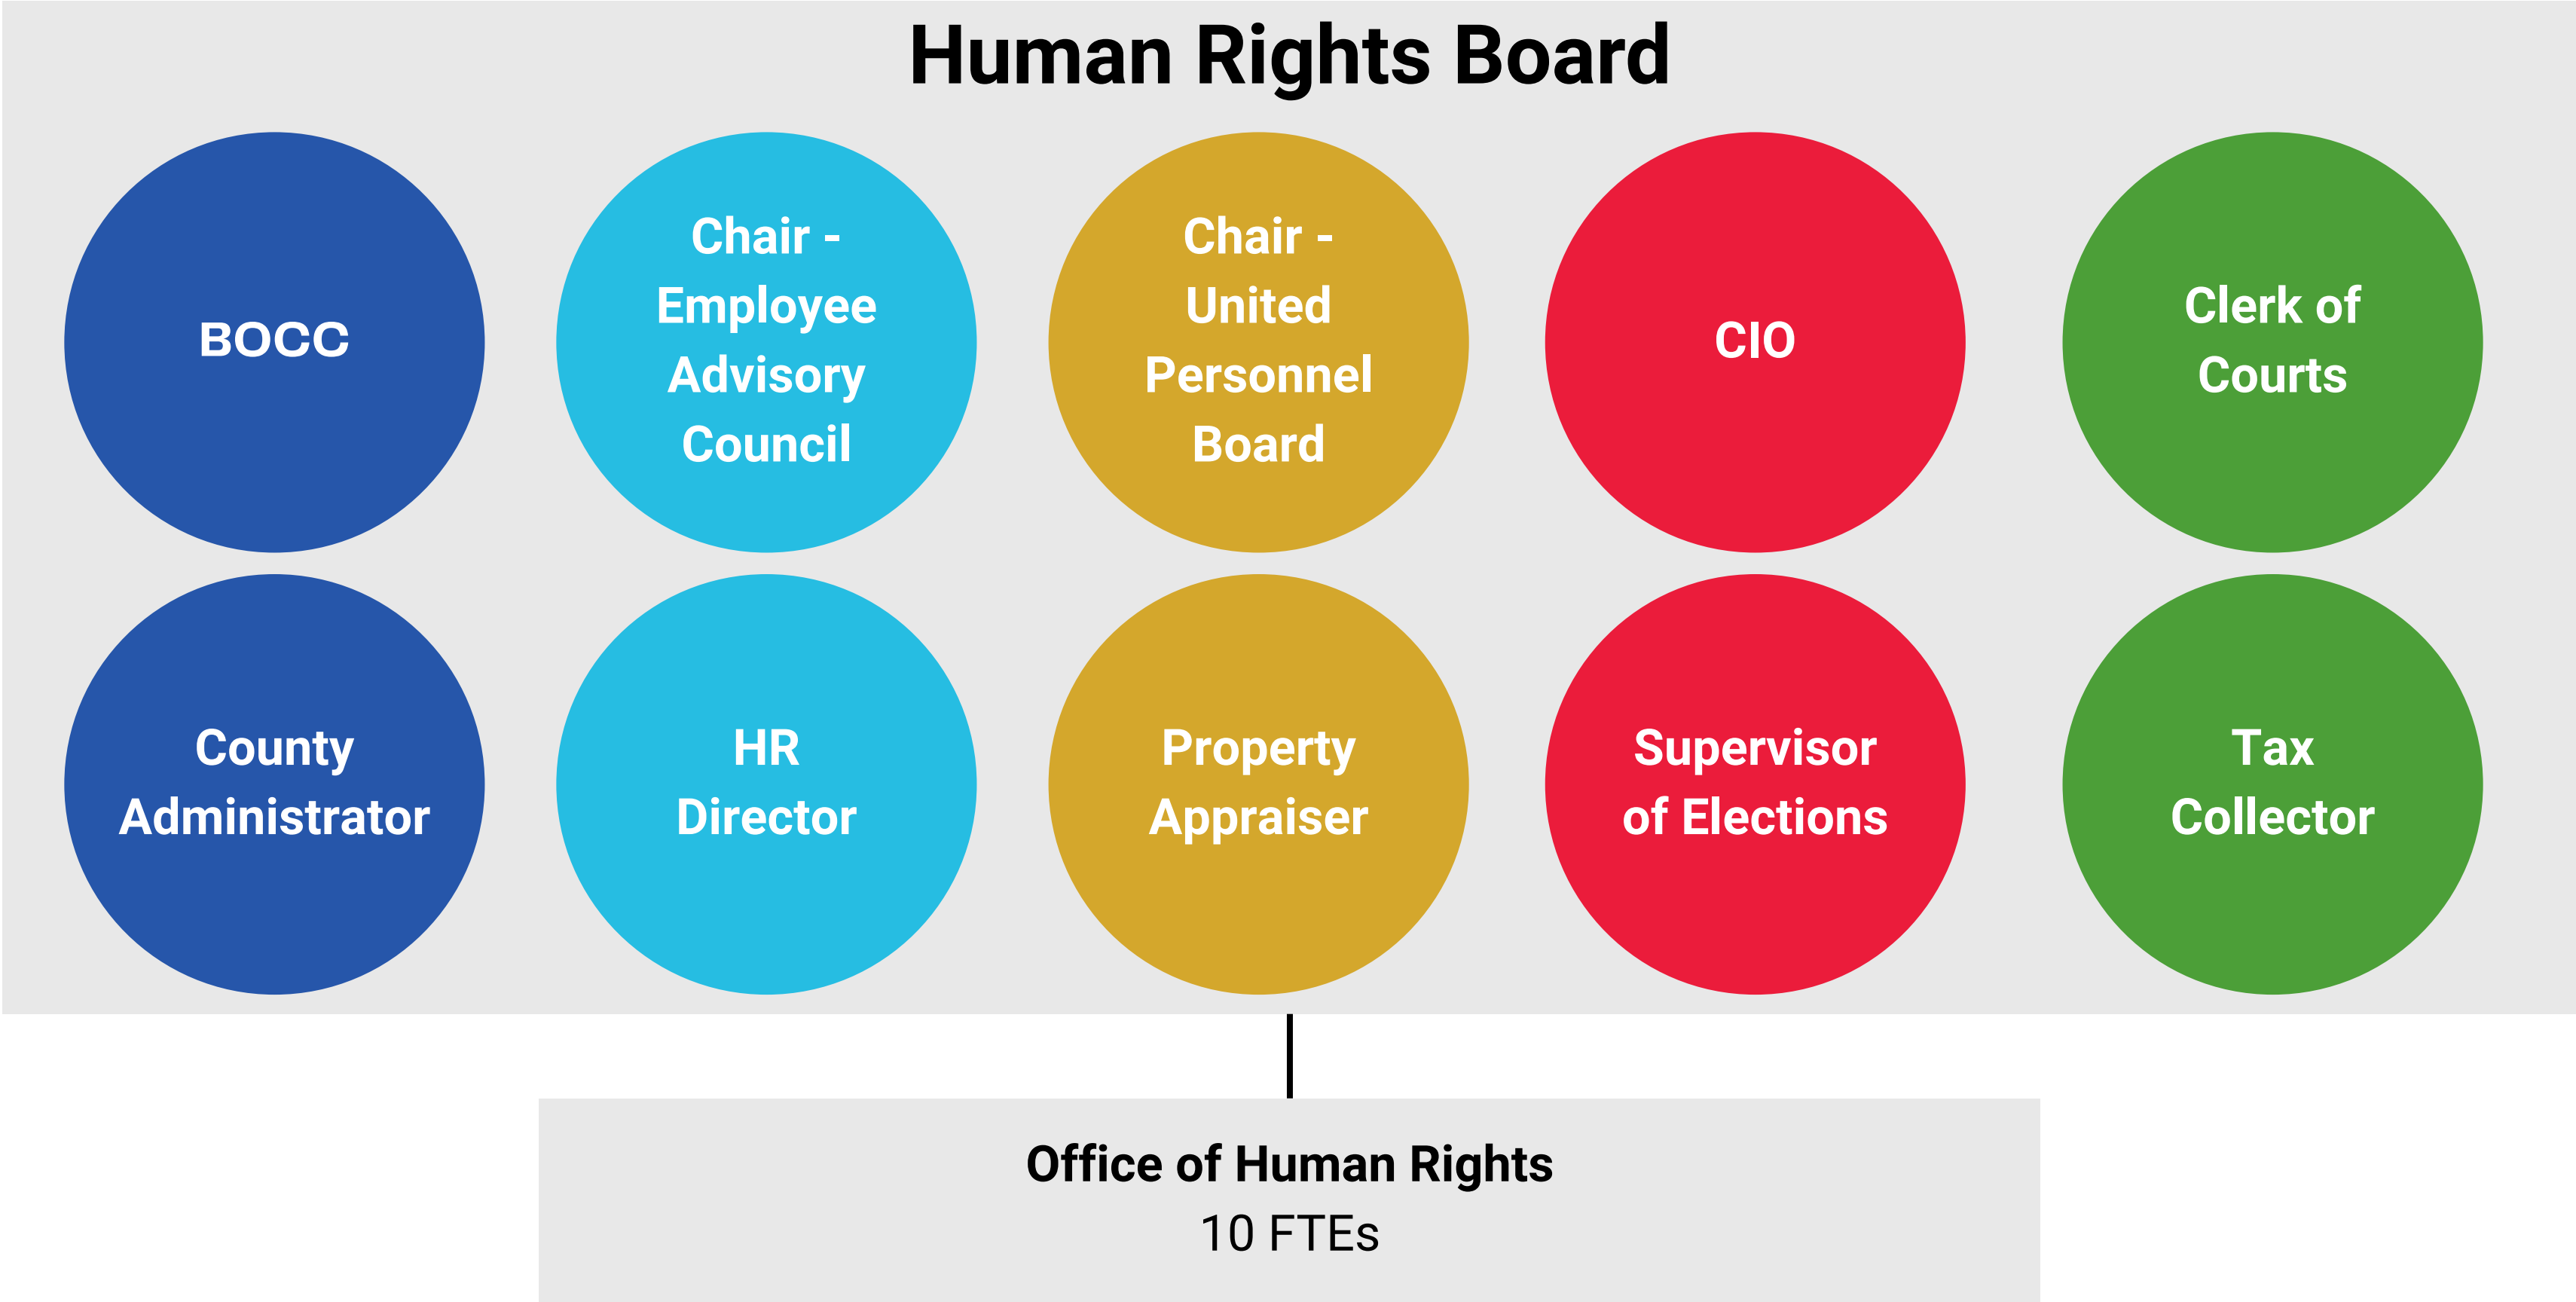 Human Rights Board
BOCC
Chair -
Employee
Advisory
Council
Chair -
United
Personnel
Board
CIO
Clerk of
Courts
County
Administrator
HR
Director
Property
Appraiser
Supervisor
of Elections
Tax
Collector
Office of Human Rights
10 FTEs